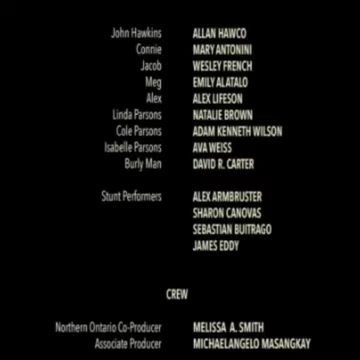 John Hawkins ALLAN HAWCO
Connie MARY ANTONINI
Jacob WESLEY FRENCH
Meg EMILY ALATALO
Alex ALEX LIFESON
Linda Parsons NATALIE BROWN
Cole Parsons ADAM KENNETH WILSON
Isabelle Parsons AVA WEISS
Burly Man DAVID R. CARTER
Stunt Performers ALEX ARMBRUSTER
SHARON CANOVAS
SEBASTIAN BUITRAGO
JAMES EDDY
CREW
Northern Ontario Co-Producer MELISSA A. SMITH
Associate Producer MICHAELANGELO MASANGKAY